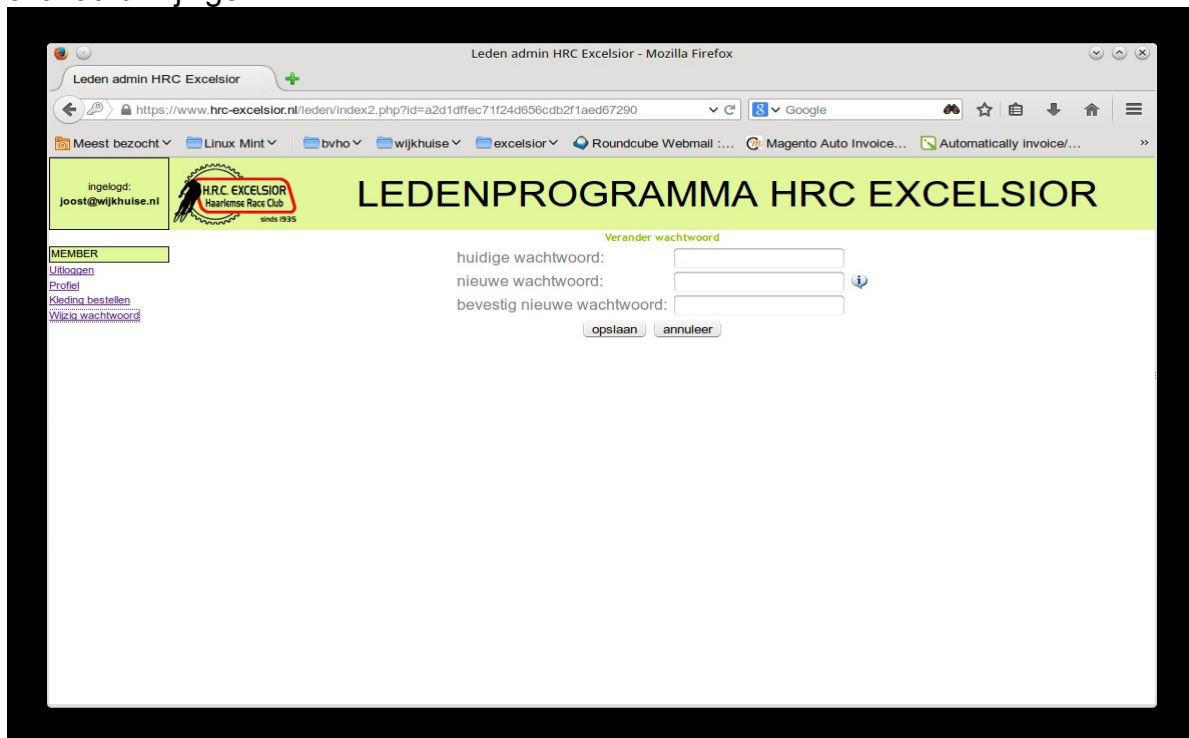 Leden admin HRC Excelsior - Mozilla Firefox
Leden admin HRC Excelsior
https://www.hrc-excelsior.nl/leden/index2.php?id=a2d1dffec71f24d656cdb2f1aed67290
8 Google
Meest bezocht Linux Mint bvho wijkhuise excelsior Roundcube Webmail :... Magento Auto Invoice... Automatically invoice/... »
ingelogd:
joost@wijkhuise.nl
H.R.C. EXCELSIOR
Haarlemse Race Club
sinds 1935
LEDENPROGRAMMA HRC EXCELSIOR
Verander wachtwoord
MEMBER
Uitloggen
Profiel
Kleding bestellen
Wijzig wachtwoord
huidige wachtwoord:
nieuwe wachtwoord:
bevestig nieuwe wachtwoord:
opslaan annuleer